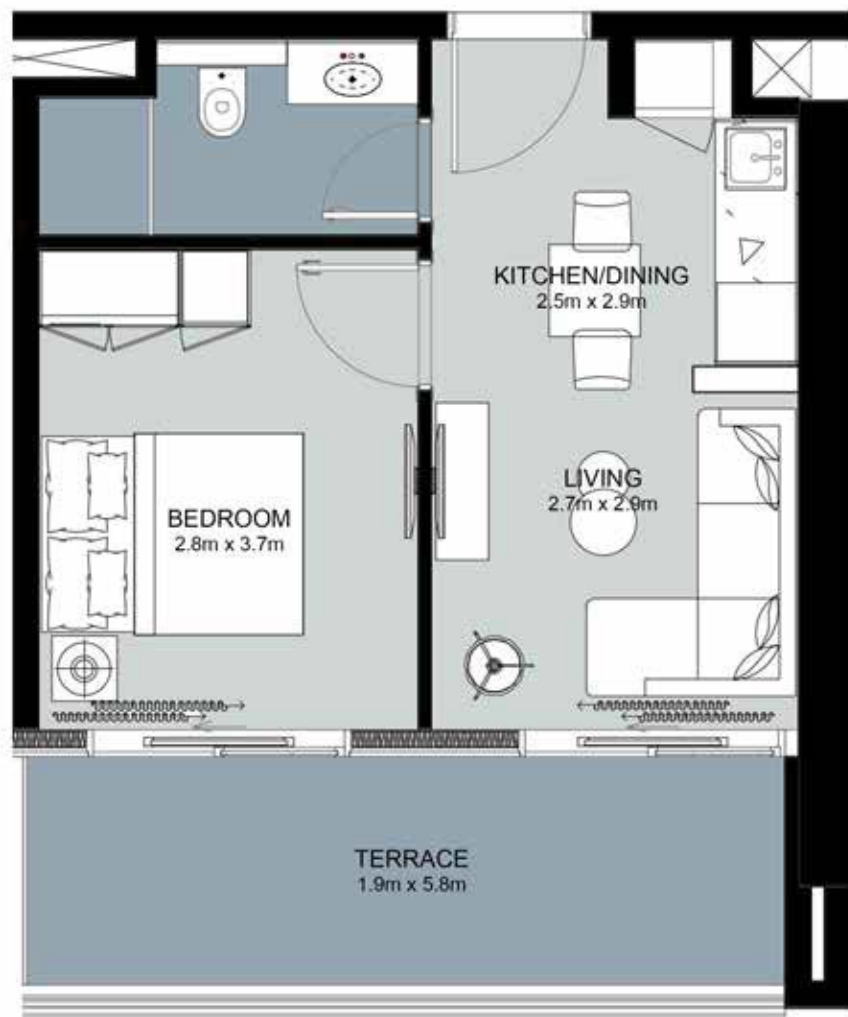 KITCHEN/DINING
2.5m x 2.9m
LIVING
2.7m x 2.9m
BEDROOM
2.8m x 3.7m
TERRACE
1.9m x 5.8m